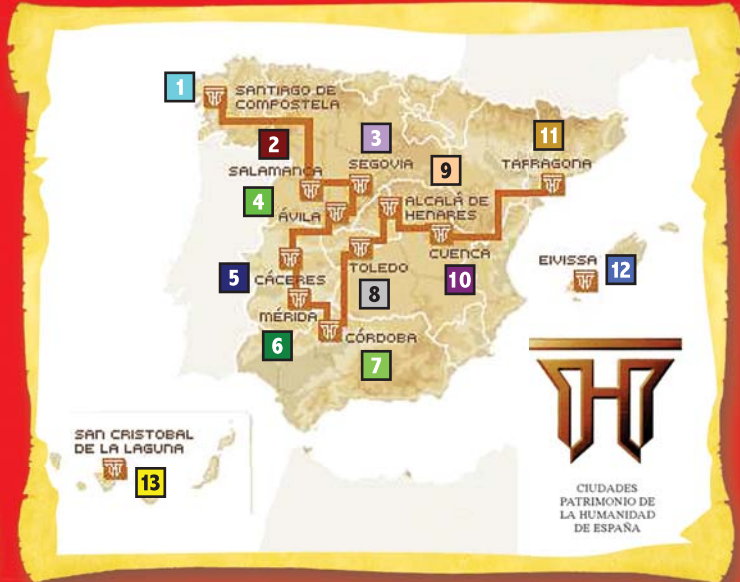 1
SANTIAGO DE
COMPOSTELA
2
SALAMANCA
3
SEGOVIA
4
ÁVILA
9
ALCALÁ DE
HENARES
11
TARRAGONA
5
CÁCERES
TOLEDO
8
CUENCA
10
EIVISSA
12
MÉRIDA
6
CÓRDOBA
7
SAN CRISTOBAL
DE LA LAGUNA
13
CIUDADES
PATRIMONIO DE
LA HUMANIDAD
DE ESPAÑA